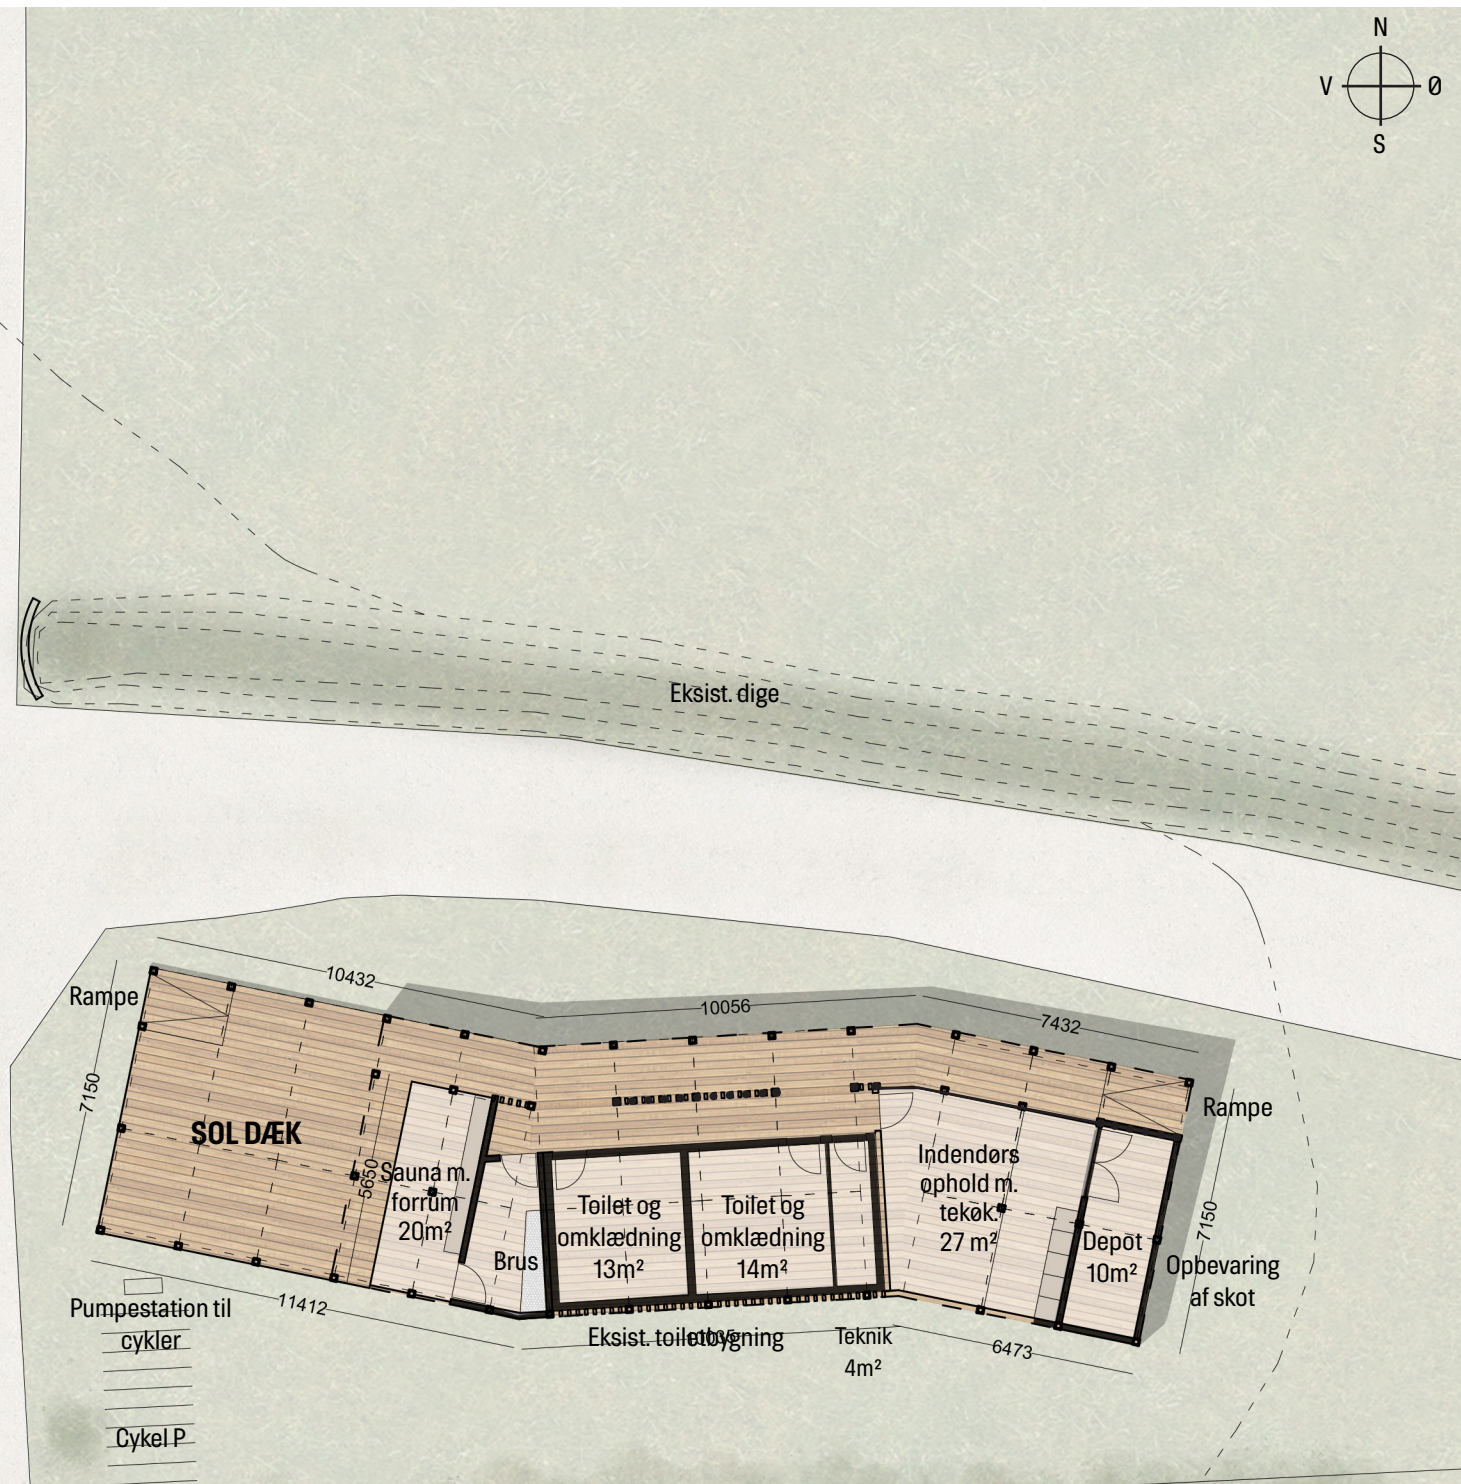 N
V
Ø
S
Eksist. dige
10432
10056
7432
Rampe
7150
SOL DÆK
5650
Sauna m.
forrum
20m²
Brus
Toilet og
omklædning
13m²
Toilet og
omklædning
14m²
Indendørs
ophold m.
tekøk.
27 m²
Depot
10m²
Rampe
7150
Opbevaring
af skot
Pumpestation til
cykler
11412
Eksist. toiletbygning
Teknik
4m²
6473
Cykel P